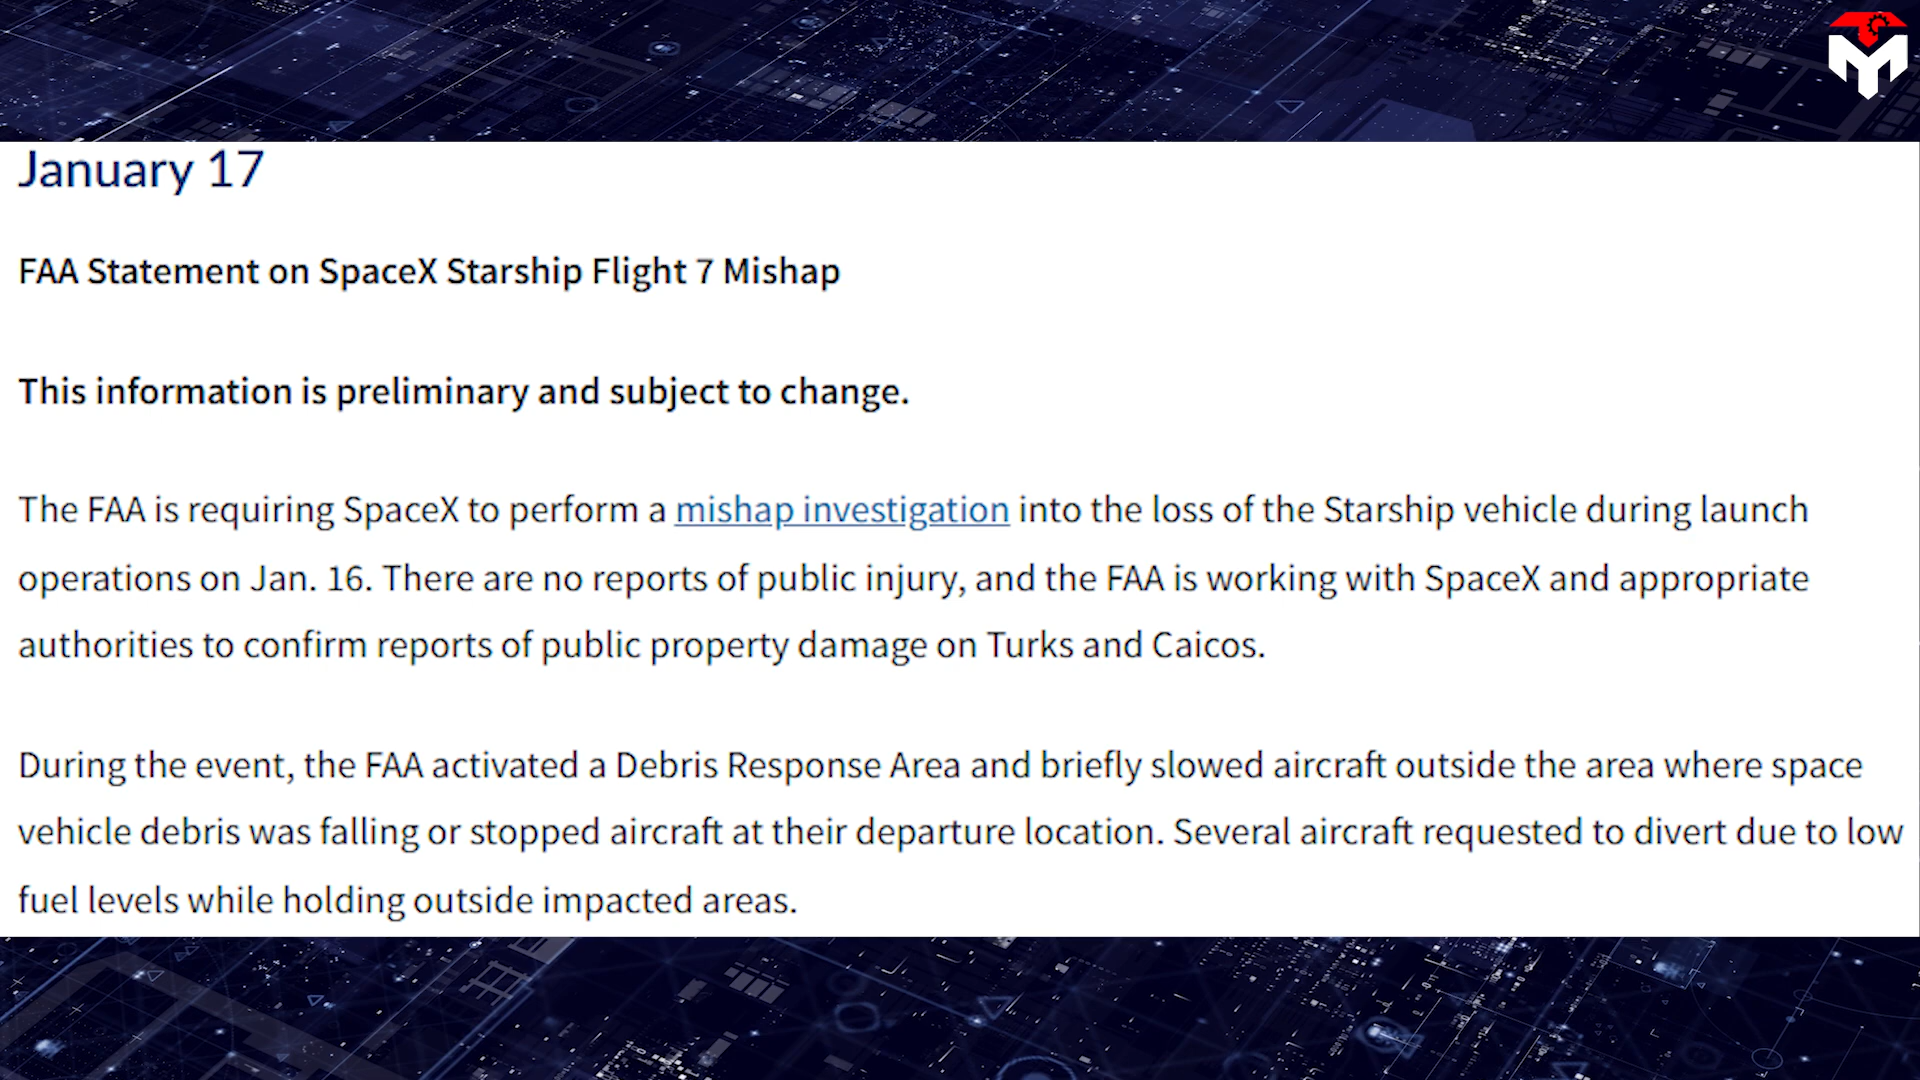 January 17
FAA Statement on SpaceX Starship Flight 7 Mishap
This information is preliminary and subject to change.
The FAA is requiring SpaceX to perform a mishap investigation into the loss of the Starship vehicle during launch
operations on Jan. 16. There are no reports of public injury, and the FAA is working with SpaceX and appropriate
authorities to confirm reports of public property damage on Turks and Caicos.
During the event, the FAA activated a Debris Response Area and briefly slowed aircraft outside the area where space
vehicle debris was falling or stopped aircraft at their departure location. Several aircraft requested to divert due to low
fuel levels while holding outside impacted areas.